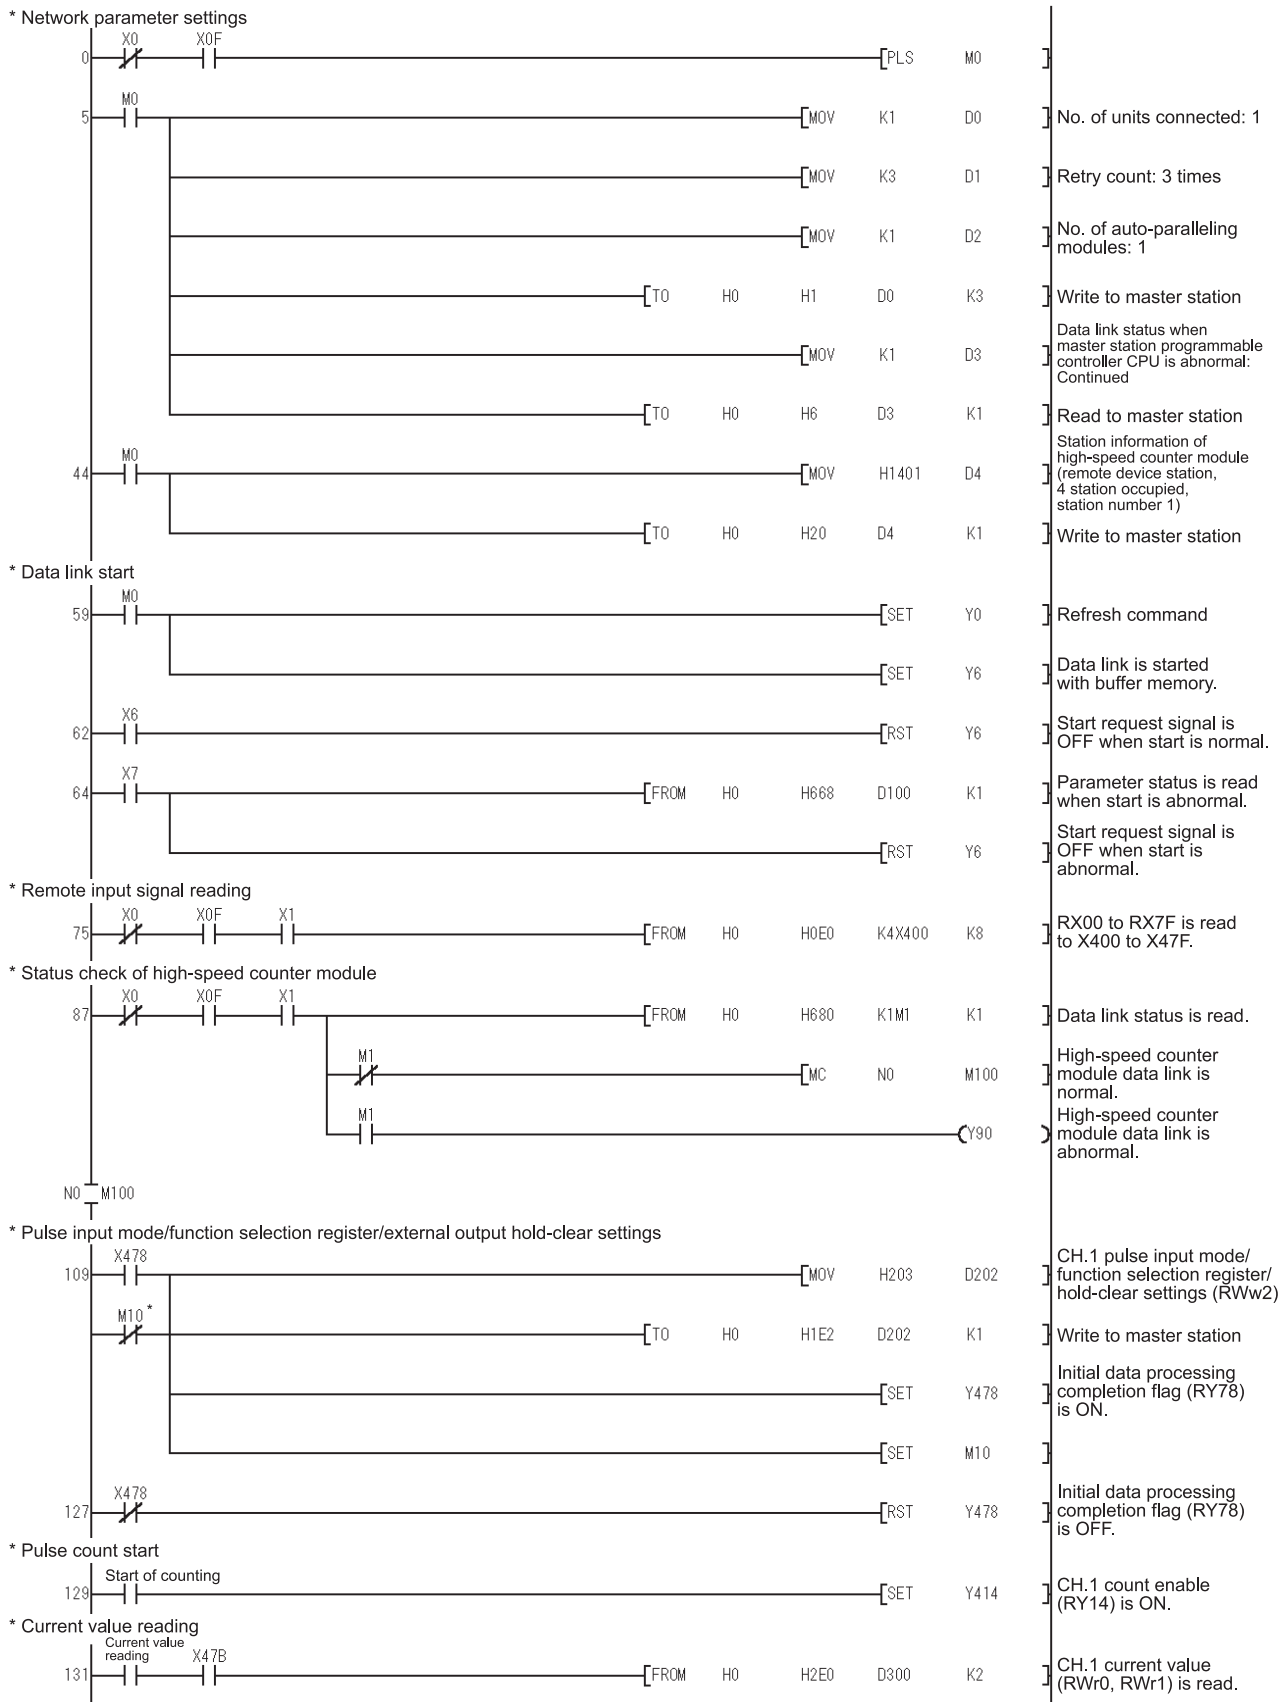 * Network parameter settings
X0 X0F
0 [PLS M0 ]
M0
5 [MOV K1 D0 ] No. of units connected: 1
[MOV K3 D1 ] Retry count: 3 times
[MOV K1 D2 ] No. of auto-paralleling
modules: 1
[TO H0 H1 D0 K3 ] Write to master station
Data link status when
master station programmable
[MOV K1 D3 ] controller CPU is abnormal:
Continued
[TO H0 H6 D3 K1 ] Read to master station
M0
Station information of
high-speed counter module
44 [MOV H1401 D4 ] (remote device station,
4 station occupied,
station number 1)
[TO H0 H20 D4 K1 ] Write to master station
* Data link start
M0
59 [SET Y0 ] Refresh command
[SET Y6 ] Data link is started
with buffer memory.
X6
62 [RST Y6 ] Start request signal is
OFF when start is normal.
X7
64 [FROM H0 H668 D100 K1 ] Parameter status is read
when start is abnormal.
[RST Y6 ] Start request signal is
OFF when start is
abnormal.
* Remote input signal reading
X0 X0F X1
75 [FROM H0 H0E0 K4X400 K8 ] RX00 to RX7F is read
to X400 to X47F.
* Status check of high-speed counter module
X0 X0F X1
87 [FROM H0 H680 K1M1 K1 ] Data link status is read.
M1
[MC N0 M100 ] High-speed counter
module data link is
normal.
M1
(Y90 ) High-speed counter
module data link is
abnormal.
N0 M100
* Pulse input mode/function selection register/external output hold-clear settings
X478
109 [MOV H203 D202 ] CH.1 pulse input mode/
function selection register/
hold-clear settings (RWw2)
M10 *
[TO H0 H1E2 D202 K1 ] Write to master station
[SET Y478 ] Initial data processing
completion flag (RY78)
is ON.
[SET M10 ]
X478
127 [RST Y478 ] Initial data processing
completion flag (RY78)
is OFF.
* Pulse count start
Start of counting
129 [SET Y414 ] CH.1 count enable
(RY14) is ON.
* Current value reading
Current value
reading X47B
131 [FROM H0 H2E0 D300 K2 ] CH.1 current value
(RWr0, RWr1) is read.